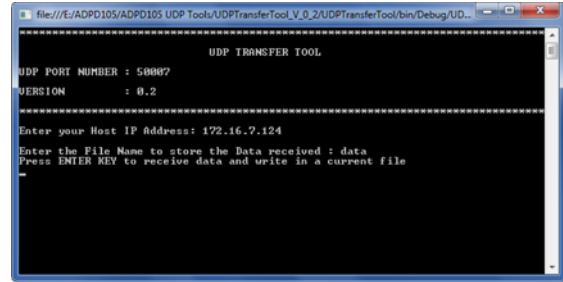 file:///E:/ADPD105/ADPD105 UDP Tools/UDPTransferTool_V_0_2/UDPTransferTool/bin/Debug/UD...
************************************************************************
UDP TRANSFER TOOL
UDP PORT NUMBER : 50007
VERSION : 0.2
************************************************************************
Enter your Host IP Address: 172.16.7.124
Enter the File Name to store the Data received : data
Press ENTER KEY to receive data and write in a current file